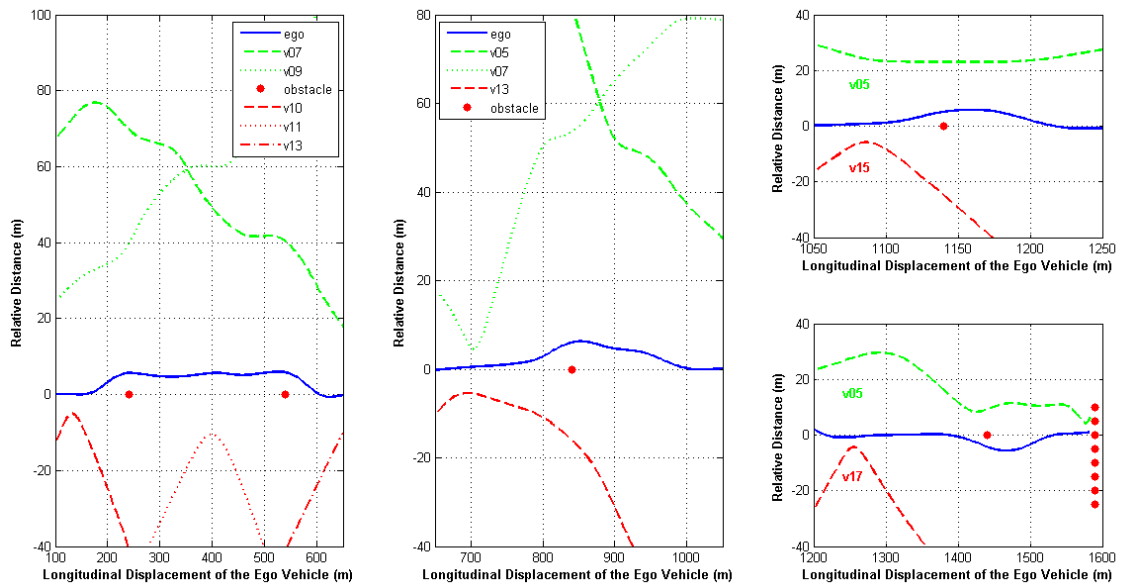 100
80
60
40
20
0
-20
-40
100 200 300 400 500 600
Relative Distance (m)
Longitudinal Displacement of the Ego Vehicle (m)
ego
v07
v09
obstacle
v10
v11
v13
80
60
40
20
0
-20
-40
700 800 900 1000
Relative Distance (m)
Longitudinal Displacement of the Ego Vehicle (m)
ego
v05
v07
v13
obstacle
40
20
0
-20
-40
1050 1100 1150 1200 1250
Relative Distance (m)
Longitudinal Displacement of the Ego Vehicle (m)
v05
v15
40
20
0
-20
-40
1200 1300 1400 1500 1600
Relative Distance (m)
Longitudinal Displacement of the Ego Vehicle (m)
v05
v17